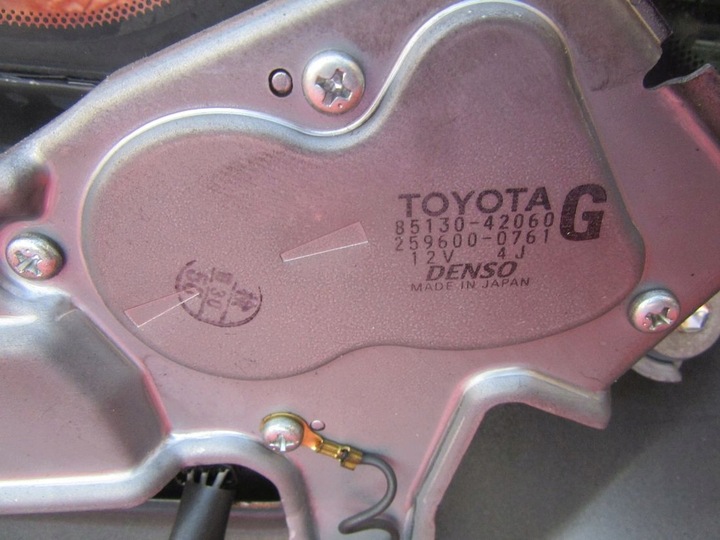 TOYOTA G
85130-42060
259600-0761
12V 4J
DENSO
MADE IN JAPAN